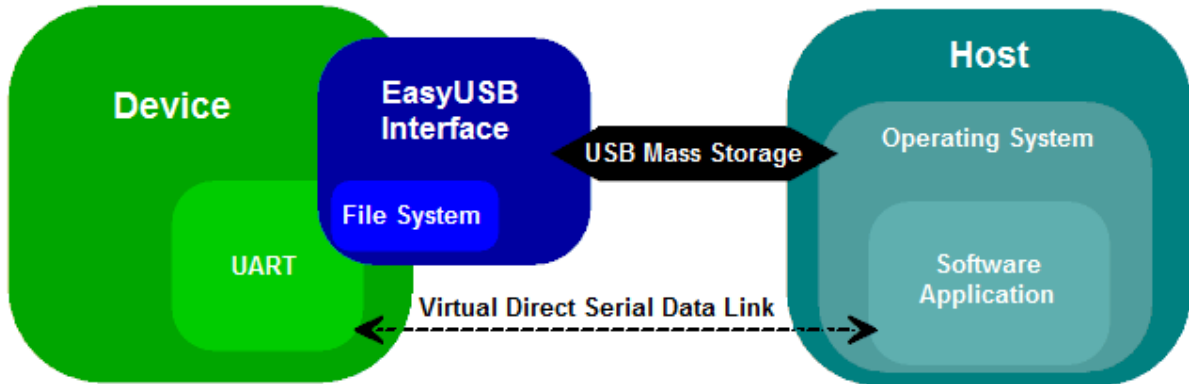 Device
EasyUSB
Interface
File System
UART
USB Mass Storage
Virtual Direct Serial Data Link
Host
Operating System
Software
Application